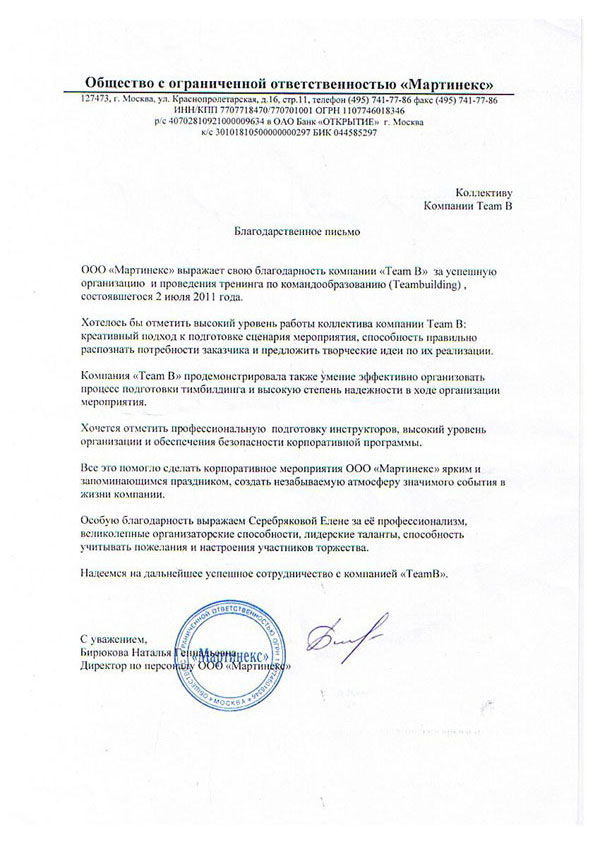 Общество с ограниченной ответственностью «Мартинекс»
127473, г. Москва, ул. Краснопролетарская, д.16, стр.11, телефон (495) 741-77-86 факс (495) 741-77-86
ИНН/КПП 7707718470/770701001 ОГРН 1107746018346
р/с 40702810921000009634 в ОАО Банк «ОТКРЫТИЕ» г. Москва
к/с 30101810500000000297 БИК 044585297
Коллективу
Компании Team B
Благодарственное письмо
ООО «Мартинекс» выражает свою благодарность компании «Team B» за успешную
организацию и проведения тренинга по командообразованию (Teambuilding) ,
состоявшегося 2 июля 2011 года.
Хотелось бы отметить высокий уровень работы коллектива компании Team B:
креативный подход к подготовке сценария мероприятия, способность правильно
распознать потребности заказчика и предложить творческие идеи по их реализации.
Компания «Team B» продемонстрировала также умение эффективно организовать
процесс подготовки тимбилдинга и высокую степень надежности в ходе организации
мероприятия.
Хочется отметить профессиональную подготовку инструкторов, высокий уровень
организации и обеспечения безопасности корпоративной программы.
Все это помогло сделать корпоративное мероприятия ООО «Мартинекс» ярким и
запоминающимся праздником, создать незабываемую атмосферу значимого события в
жизни компании.
Особую благодарность выражаем Серебряковой Елене за её профессионализм,
великолепные организаторские способности, лидерские таланты, способность
учитывать пожелания и настроения участников торжества.
Надеемся на дальнейшее успешное сотрудничество с компанией «TeamB».
С уважением,
Бирюкова Наталья Геннадьевна
Директор по персоналу ООО «Мартинекс»
«Мартинекс»
МОСКВА